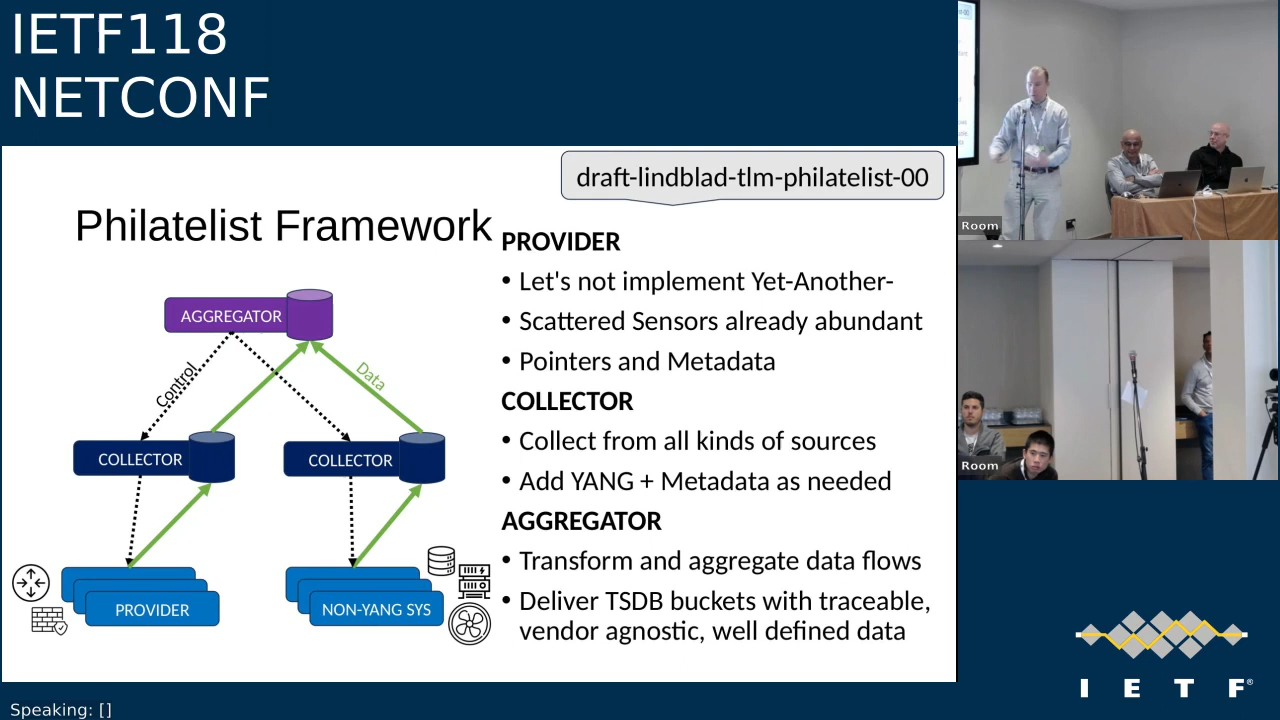 IETF118
NETCONF
draft-lindblad-tlm-philatelist-00
Philatelist Framework
PROVIDER
• Let's not implement Yet-Another-
• Scattered Sensors already abundant
• Pointers and Metadata
COLLECTOR
• Collect from all kinds of sources
• Add YANG + Metadata as needed
AGGREGATOR
• Transform and aggregate data flows
• Deliver TSDB buckets with traceable,
vendor agnostic, well defined data
AGGREGATOR
Control
Data
COLLECTOR
COLLECTOR
PROVIDER
NON-YANG SYS
Room
Room
I E T F®
Speaking: []